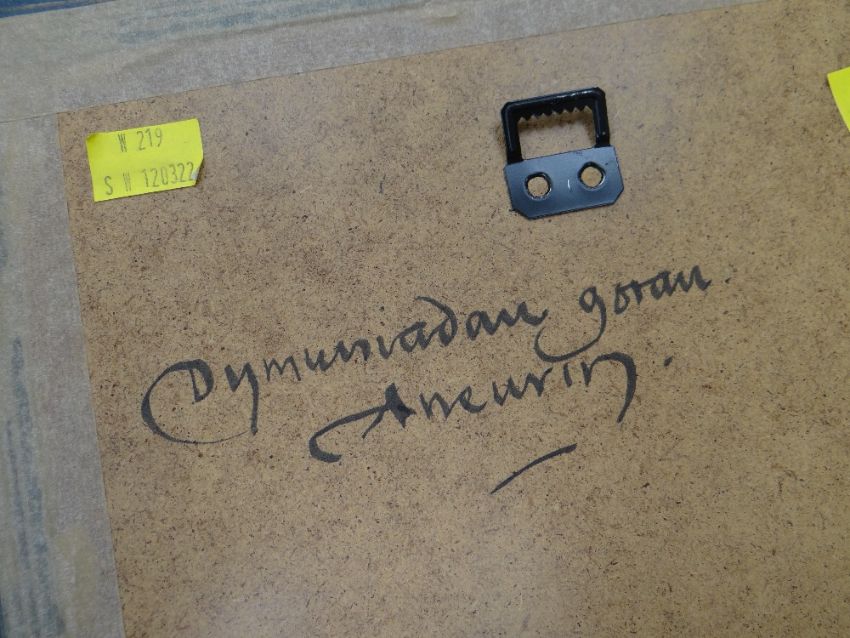 N 219
S W 120322
Dymuniadau gorau.
Aneurin.